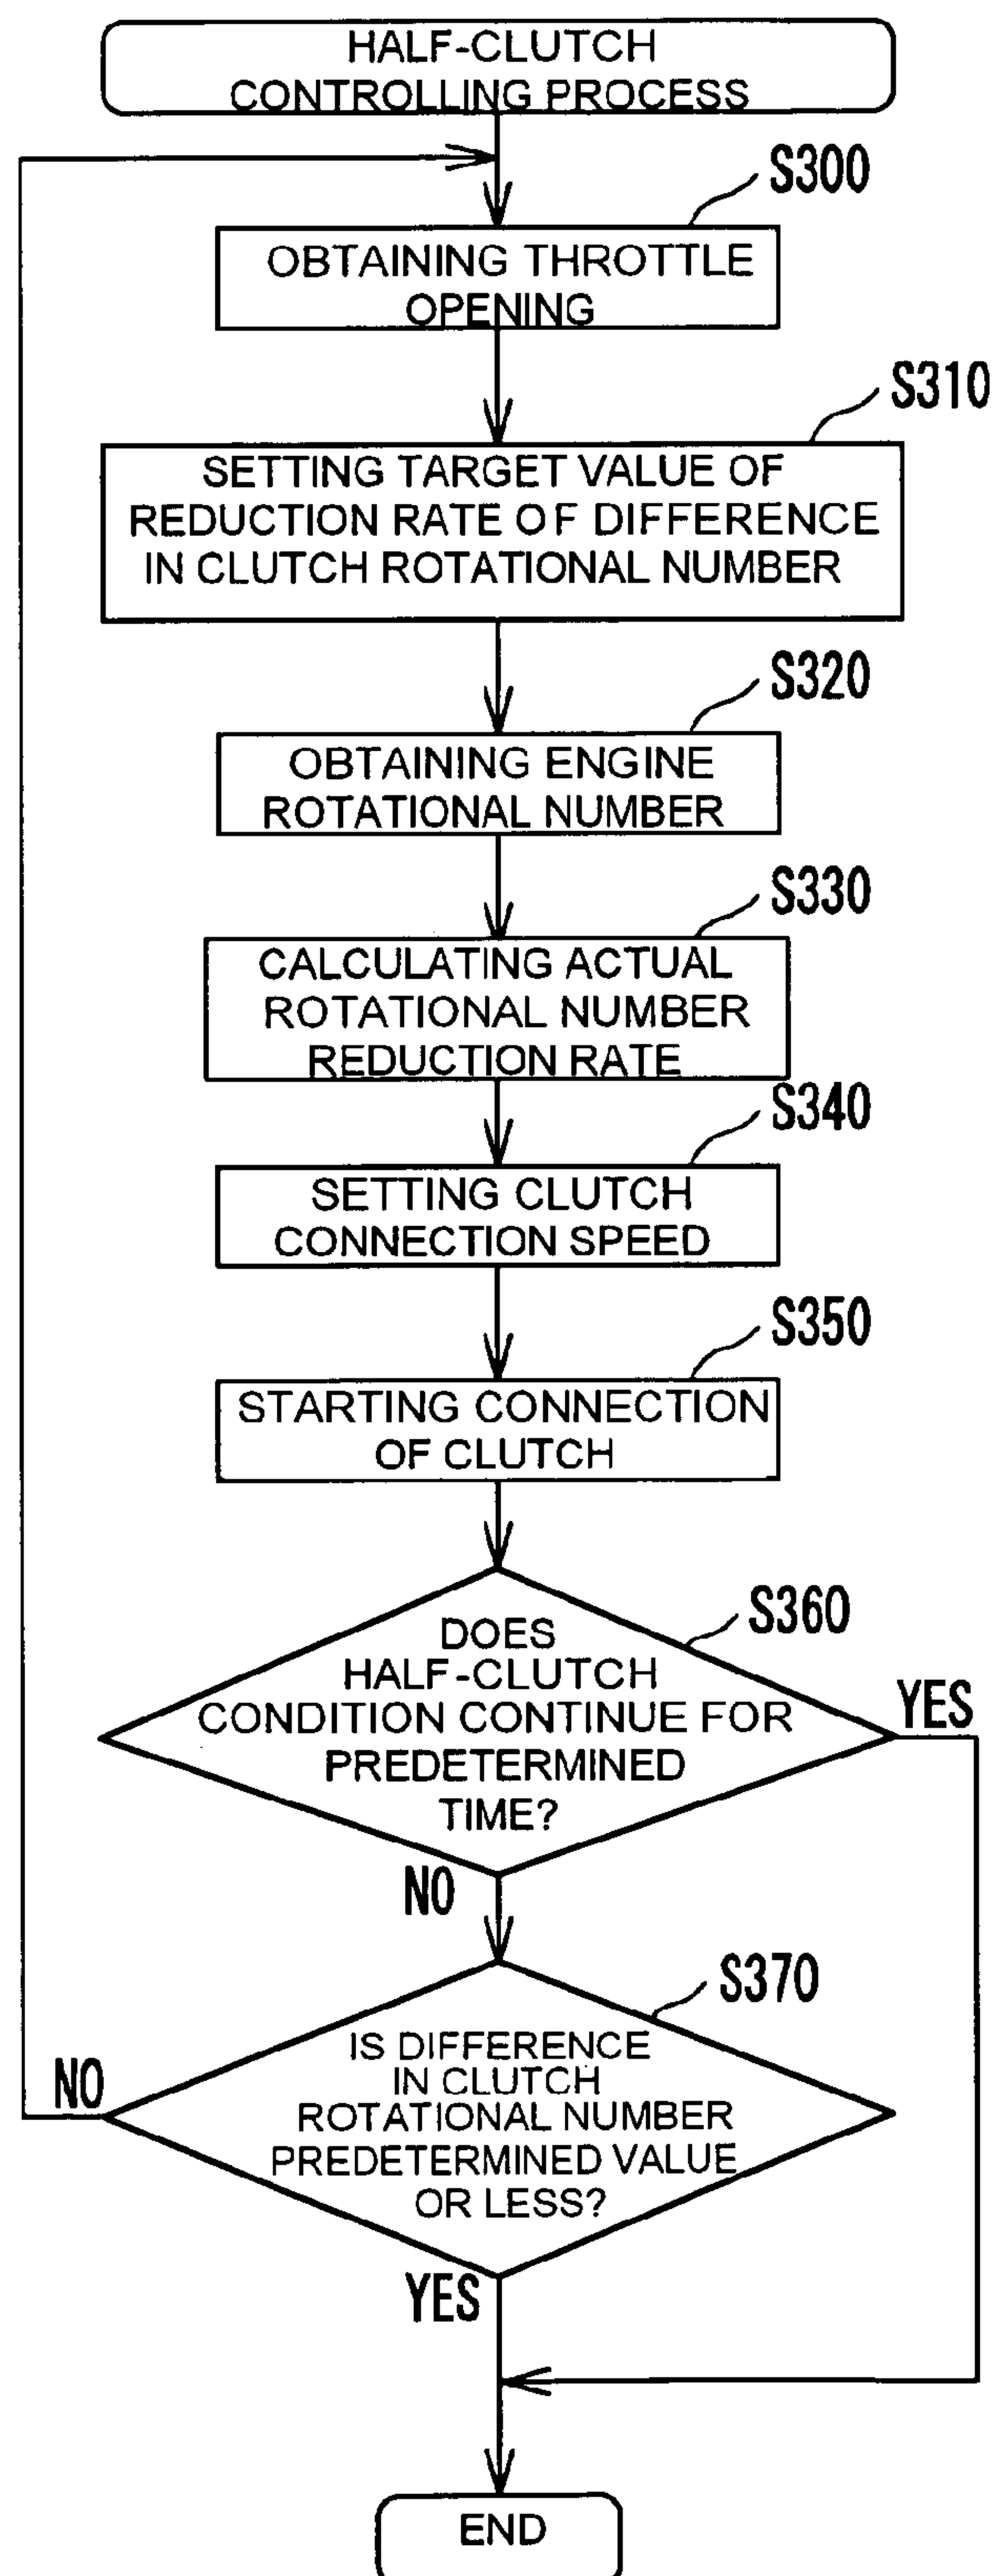 HALF-CLUTCH
CONTROLLING PROCESS
S300
OBTAINING THROTTLE
OPENING
S310
SETTING TARGET VALUE OF
REDUCTION RATE OF DIFFERENCE
IN CLUTCH ROTATIONAL NUMBER
S320
OBTAINING ENGINE
ROTATIONAL NUMBER
S330
CALCULATING ACTUAL
ROTATIONAL NUMBER
REDUCTION RATE
S340
SETTING CLUTCH
CONNECTION SPEED
S350
STARTING CONNECTION
OF CLUTCH
S360
DOES
HALF-CLUTCH
CONDITION CONTINUE FOR
PREDETERMINED
TIME?
YES
NO
S370
IS DIFFERENCE
IN CLUTCH
ROTATIONAL NUMBER
PREDETERMINED VALUE
OR LESS?
NO
YES
END